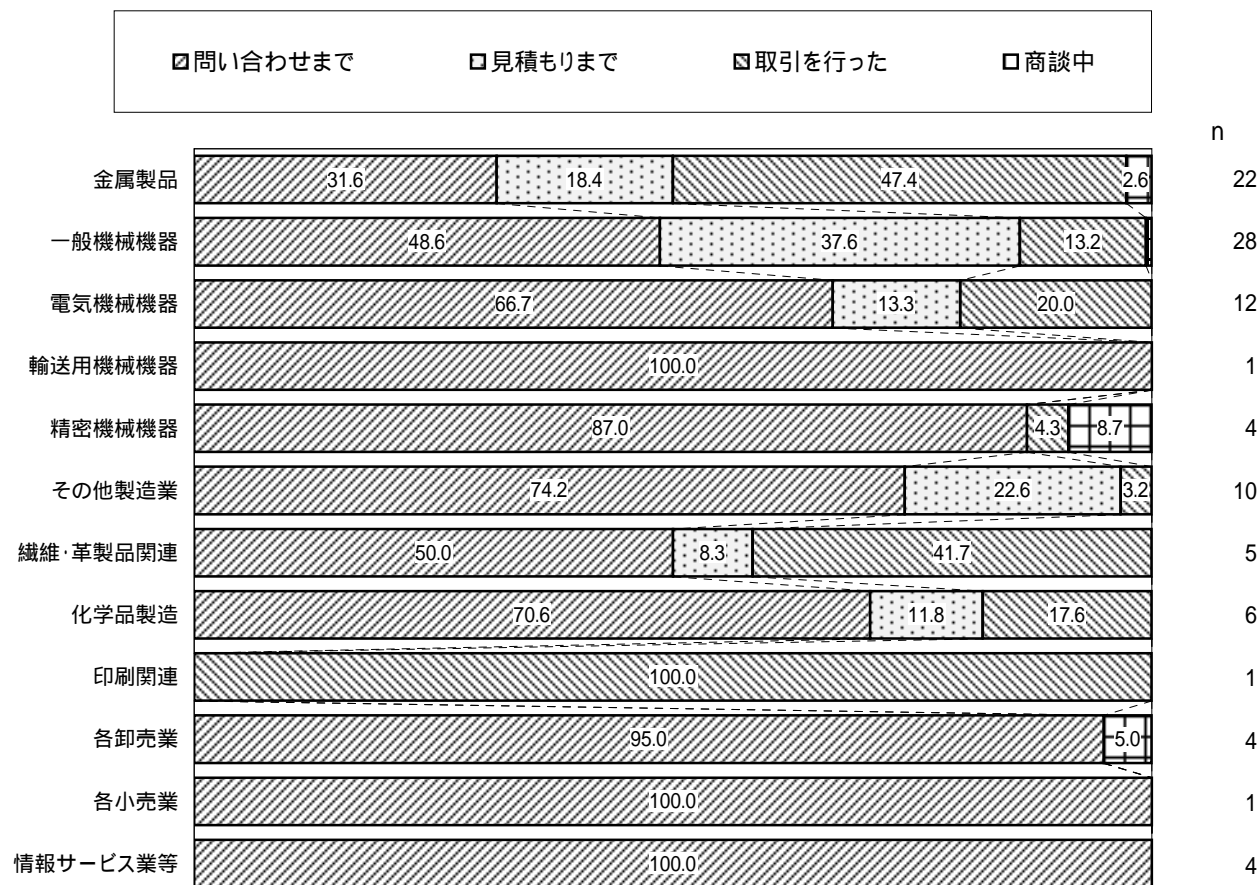 問い合わせまで 見積もりまで 取引を行った 商談中
n
金属製品 31.6 18.4 47.4 2.6 22
一般機械機器 48.6 37.6 13.2 28
電気機械機器 66.7 13.3 20.0 12
輸送用機械機器 100.0 1
精密機械機器 87.0 4.3 8.7 4
その他製造業 74.2 22.6 3.2 10
繊維・革製品関連 50.0 8.3 41.7 5
化学品製造 70.6 11.8 17.6 6
印刷関連 100.0 1
各卸売業 95.0 5.0 4
各小売業 100.0 1
情報サービス業等 100.0 4